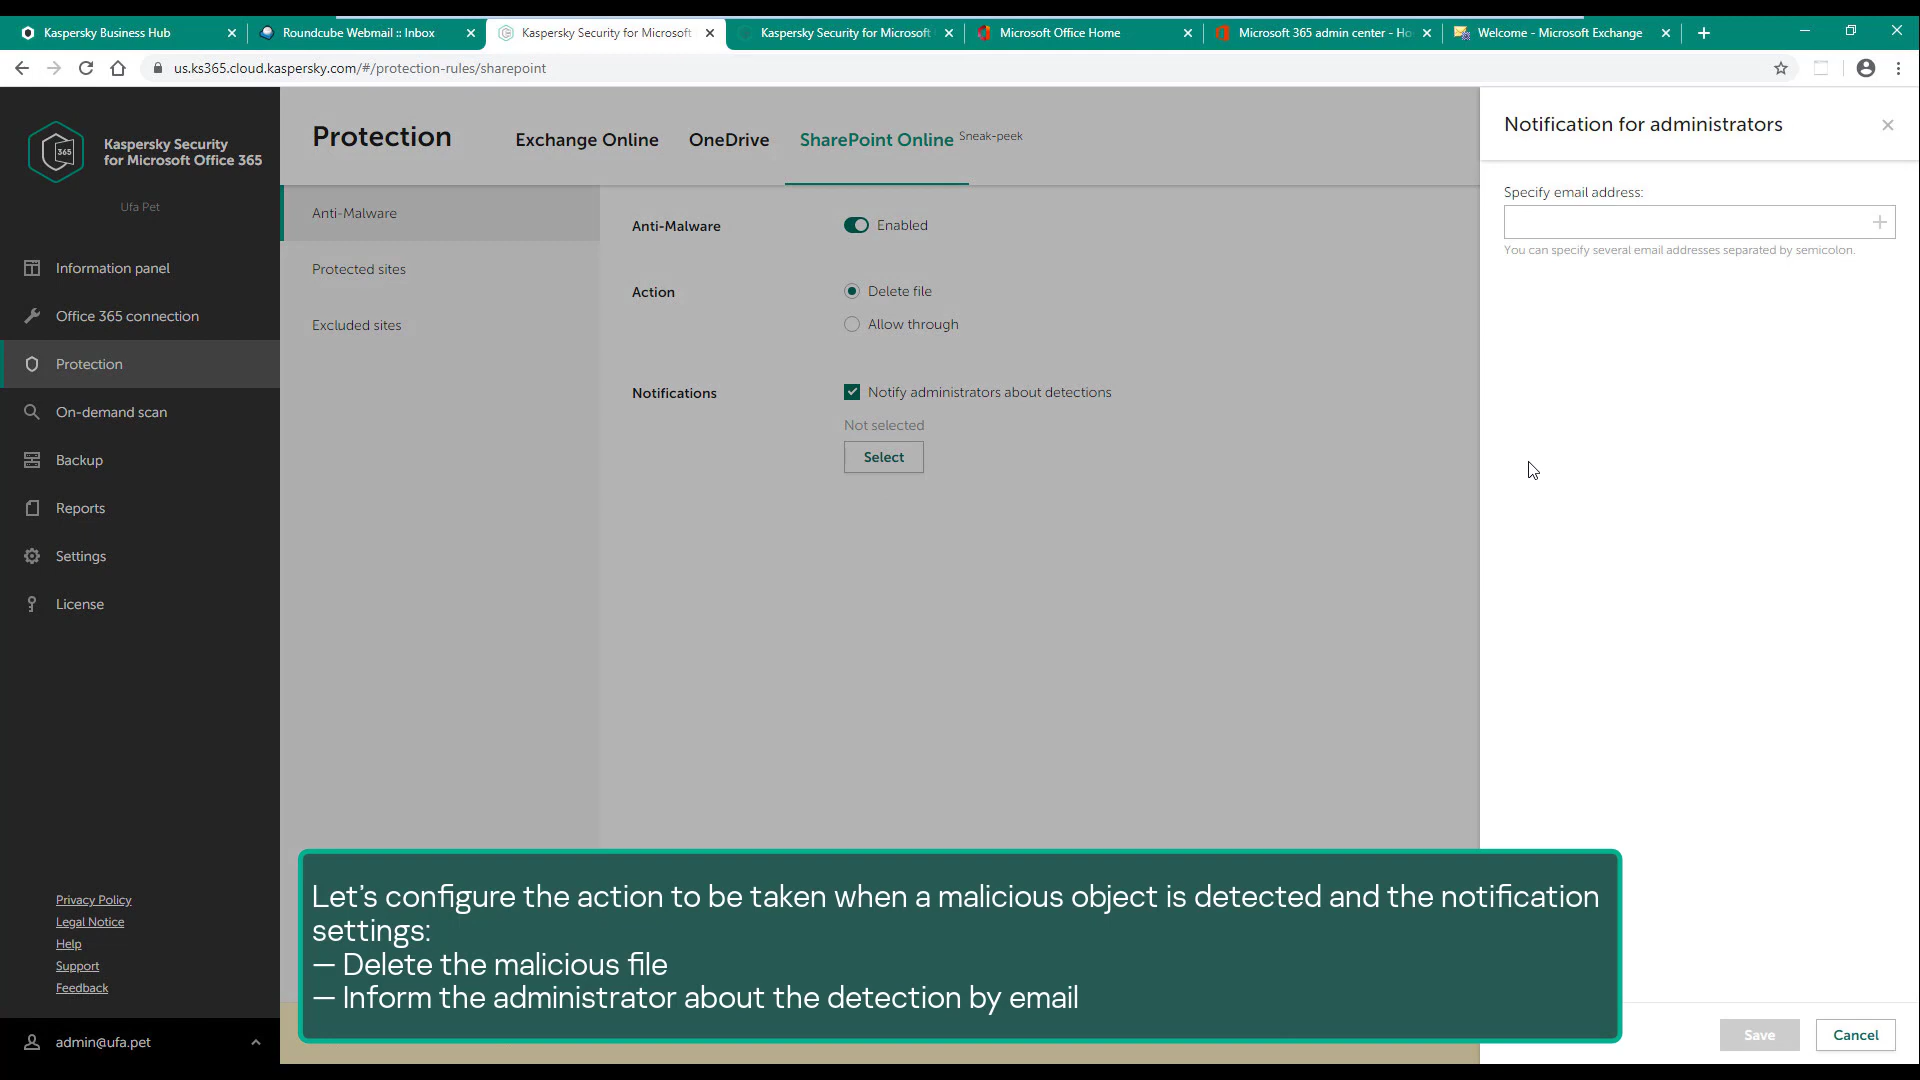 Kaspersky Business Hub
Roundcube Webmail :: Inbox
Kaspersky Security for Microsoft
Kaspersky Security for Microsoft
Microsoft Office Home
Microsoft 365 admin center - Ho
Welcome - Microsoft Exchange
us.ks365.cloud.kaspersky.com/#/protection-rules/sharepoint
365
Kaspersky Security
for Microsoft Office 365
Ufa Pet
Information panel
Office 365 connection
Protection
On-demand scan
Backup
Reports
Settings
License
Privacy Policy
Legal Notice
Help
Support
Feedback
admin@ufa.pet
Protection
Exchange Online
OneDrive
SharePoint Online Sneak-peek
Anti-Malware
Protected sites
Excluded sites
Anti-Malware
Enabled
Action
Delete file
Allow through
Notifications
Notify administrators about detections
Not selected
Select
Notification for administrators
Specify email address:
You can specify several email addresses separated by semicolon.
Let's configure the action to be taken when a malicious object is detected and the notification
settings:
— Delete the malicious file
— Inform the administrator about the detection by email
Save
Cancel